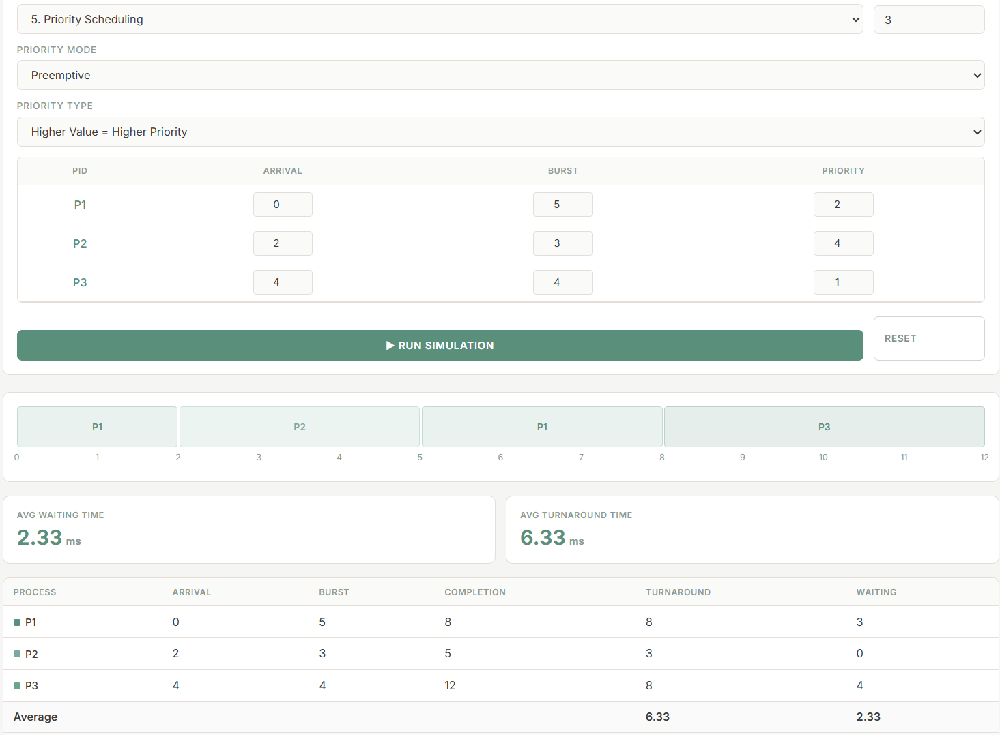 5. Priority Scheduling 3
PRIORITY MODE
Preemptive
PRIORITY TYPE
Higher Value = Higher Priority
PID ARRIVAL BURST PRIORITY
P1 0 5 2
P2 2 3 4
P3 4 4 1
▶ RUN SIMULATION RESET
P1 P2 P1 P3
0 1 2 3 4 5 6 7 8 9 10 11 12
AVG WAITING TIME AVG TURNAROUND TIME
2.33 ms 6.33 ms
PROCESS ARRIVAL BURST COMPLETION TURNAROUND WAITING
P1 0 5 8 8 3
P2 2 3 5 3 0
P3 4 4 12 8 4
Average 6.33 2.33